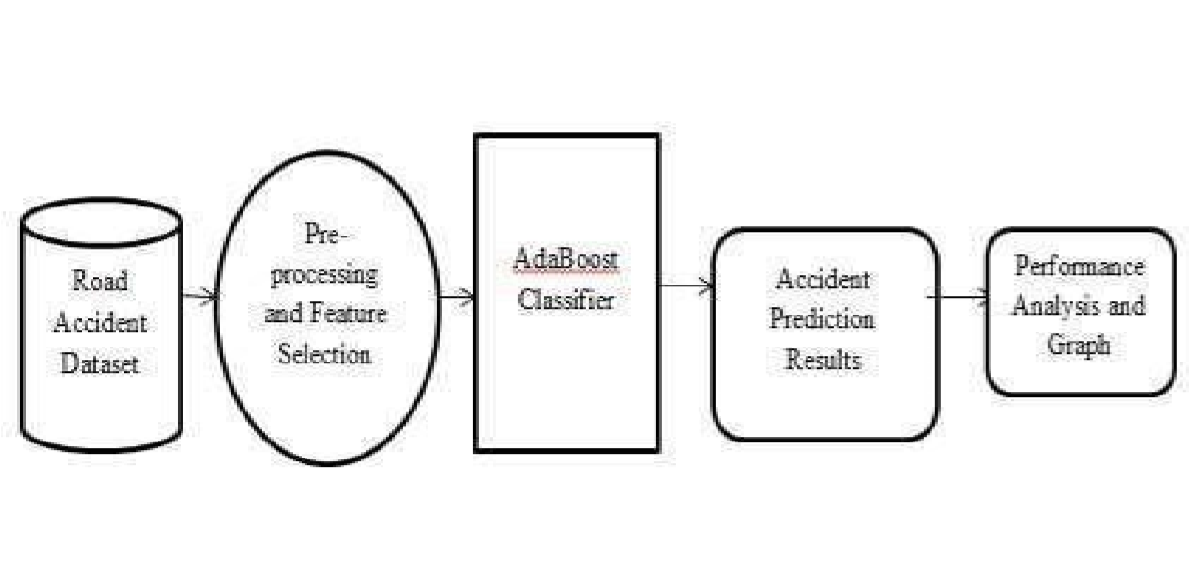 Road
Accident
Dataset
Pre-
processing
and Feature
Selection
AdaBoost
Classifier
Accident
Prediction
Results
Performance
Analysis and
Graph